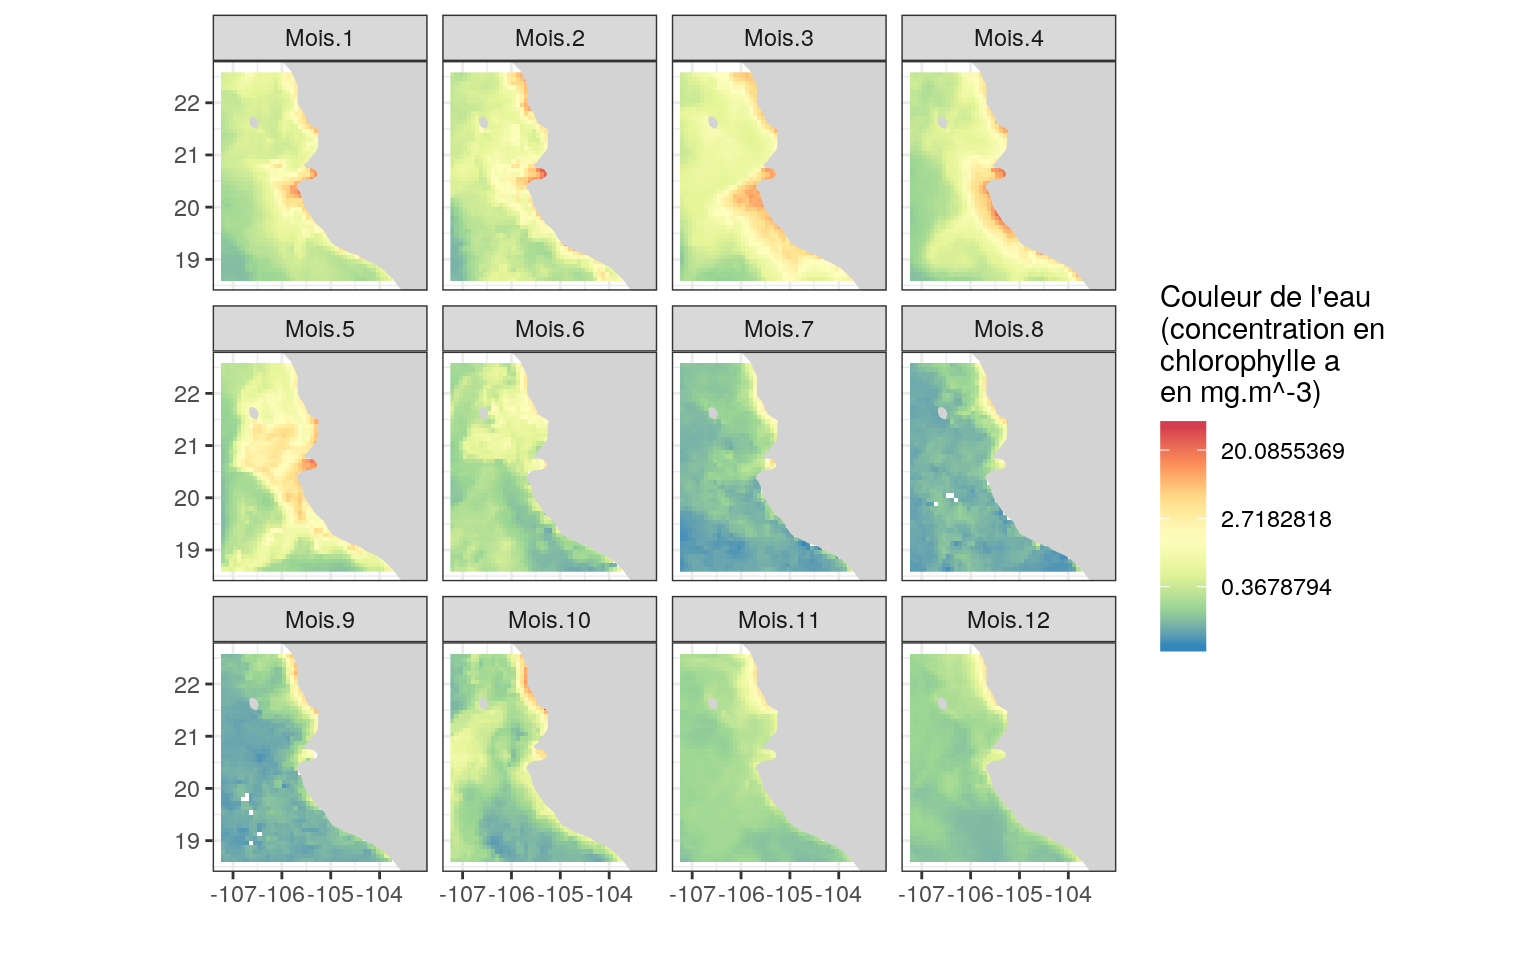 Mois.1 Mois.2 Mois.3 Mois.4
22
21
20
19
Mois.5 Mois.6 Mois.7 Mois.8
22
21
20
19
Mois.9 Mois.10 Mois.11 Mois.12
22
21
20
19
-107 -106 -105 -104 -107 -106 -105 -104 -107 -106 -105 -104 -107 -106 -105 -104
Couleur de l'eau
(concentration en
chlorophylle a
en mg.m^-3)
20.0855369
2.7182818
0.3678794